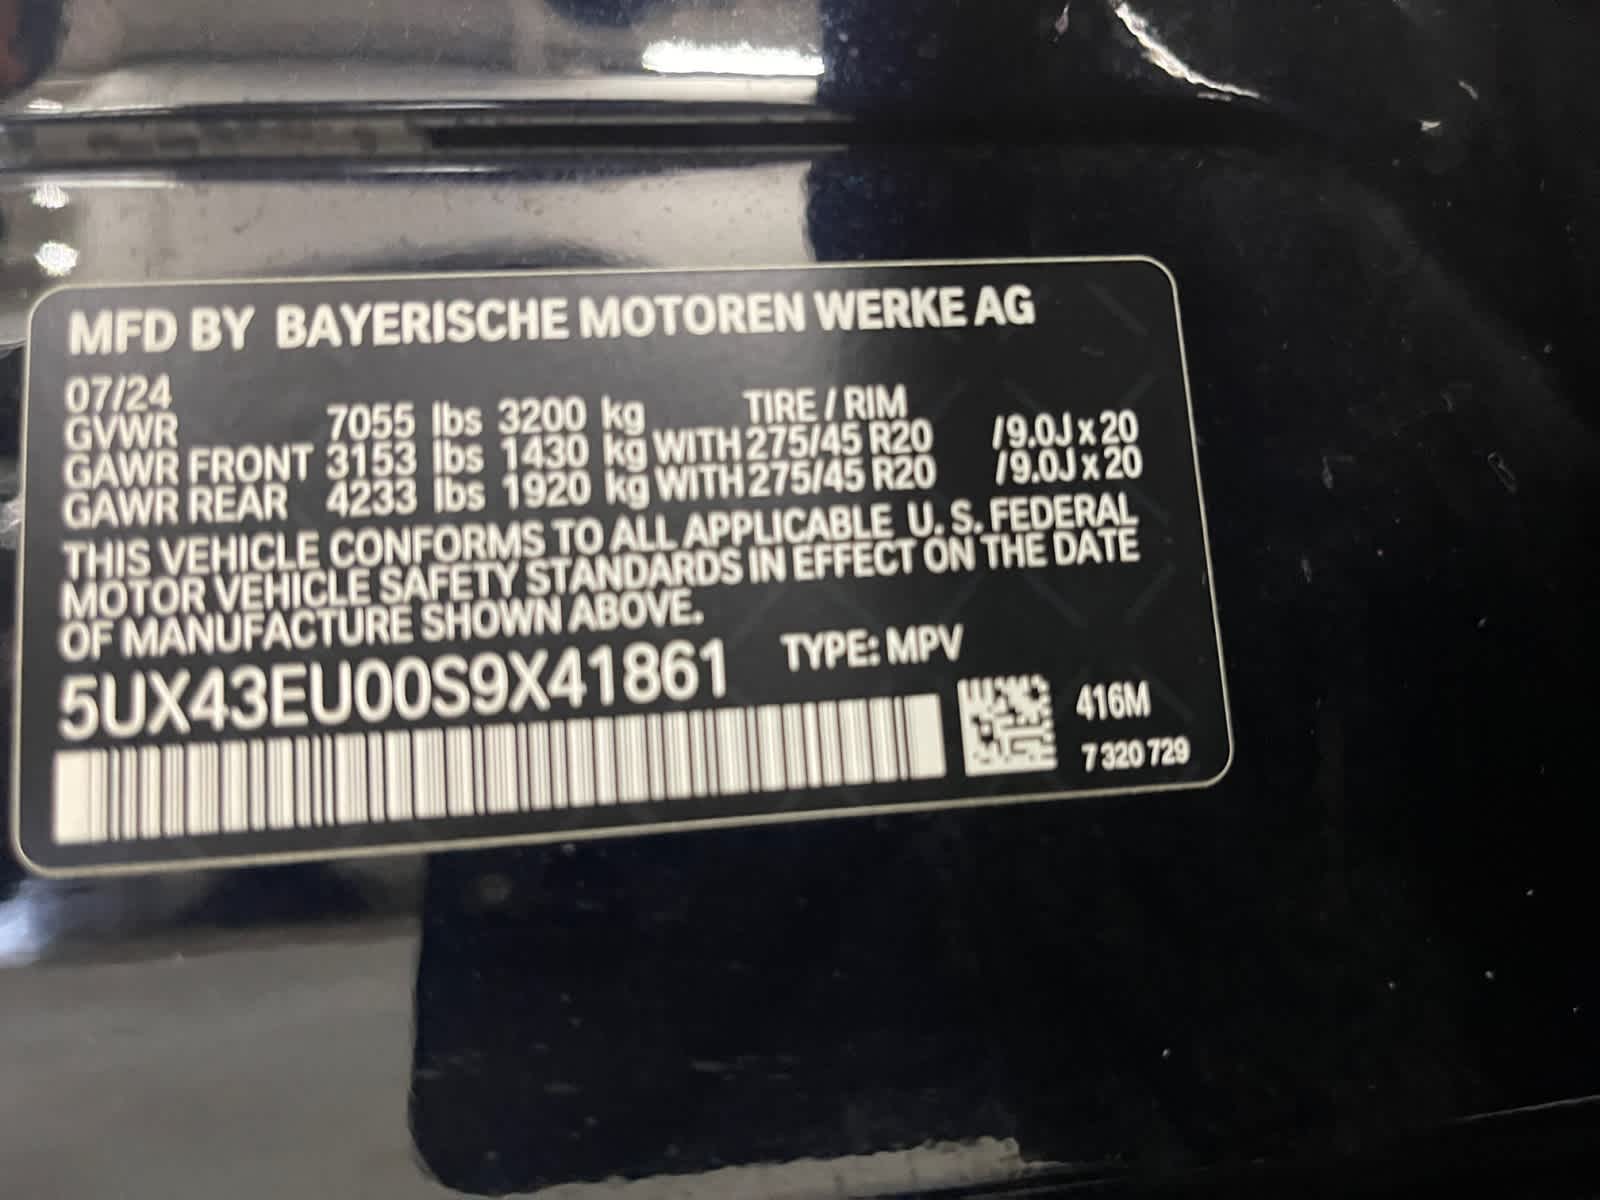 MFD BY BAYERISCHE MOTOREN WERKE AG
07/24
TIRE / RIM
GVWR 7055 lbs 3200 kg
GAWR FRONT 3153 lbs 1430 kg WITH 275/45 R20 /9.0J x 20
GAWR REAR 4233 lbs 1920 kg WITH 275/45 R20 /9.0J x 20
THIS VEHICLE CONFORMS TO ALL APPLICABLE U.S. FEDERAL
MOTOR VEHICLE SAFETY STANDARDS IN EFFECT ON THE DATE
OF MANUFACTURE SHOWN ABOVE.
5UX43EU00S9X41861 TYPE: MPV
416M
7 320 729